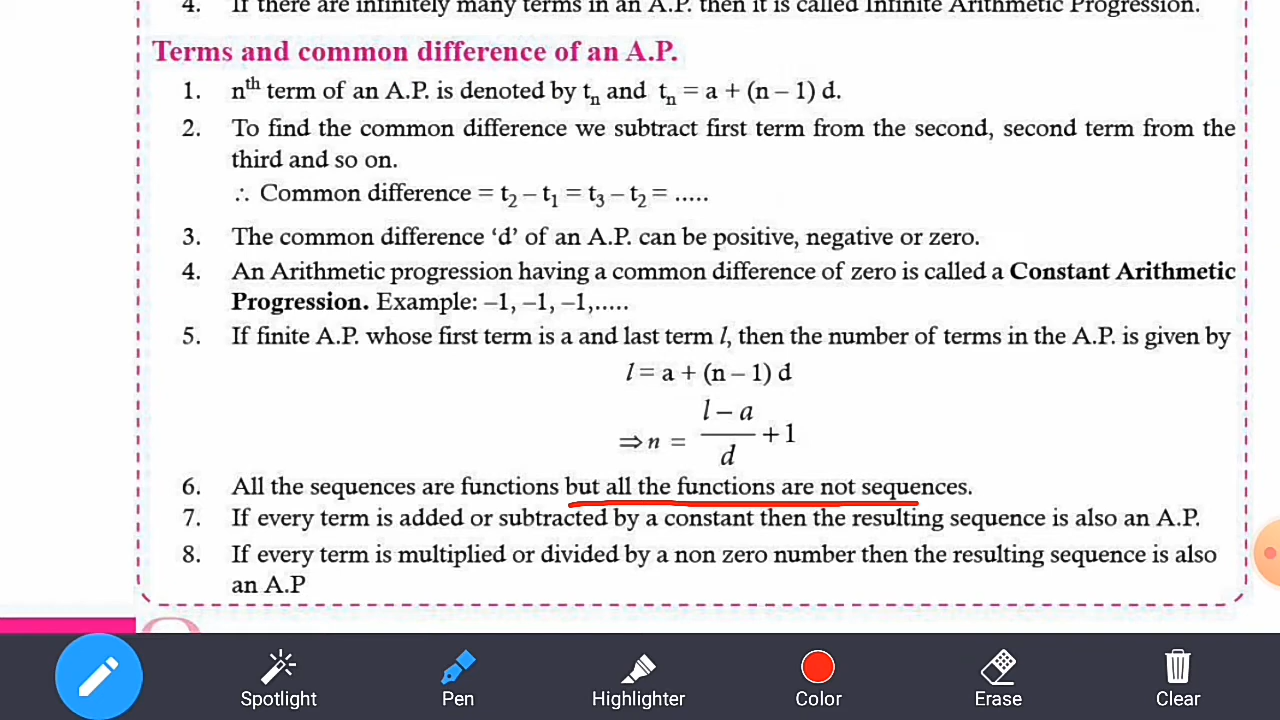 4. If there are infinitely many terms in an A.P. then it is called Infinite Arithmetic Progression.
Terms and common difference of an A.P.
1. nth term of an A.P. is denoted by tn and tn = a + (n – 1) d.
2. To find the common difference we subtract first term from the second, second term from the
third and so on.
∴ Common difference = t2 – t1 = t3 – t2 = .....
3. The common difference ‘d’ of an A.P. can be positive, negative or zero.
4. An Arithmetic progression having a common difference of zero is called a Constant Arithmetic
Progression. Example: –1, –1, –1,.....
5. If finite A.P. whose first term is a and last term l, then the number of terms in the A.P. is given by
l = a + (n – 1) d
⇒ n = (l – a)/d + 1
6. All the sequences are functions but all the functions are not sequences.
7. If every term is added or subtracted by a constant then the resulting sequence is also an A.P.
8. If every term is multiplied or divided by a non zero number then the resulting sequence is also
an A.P
Spotlight Pen Highlighter Color Erase Clear